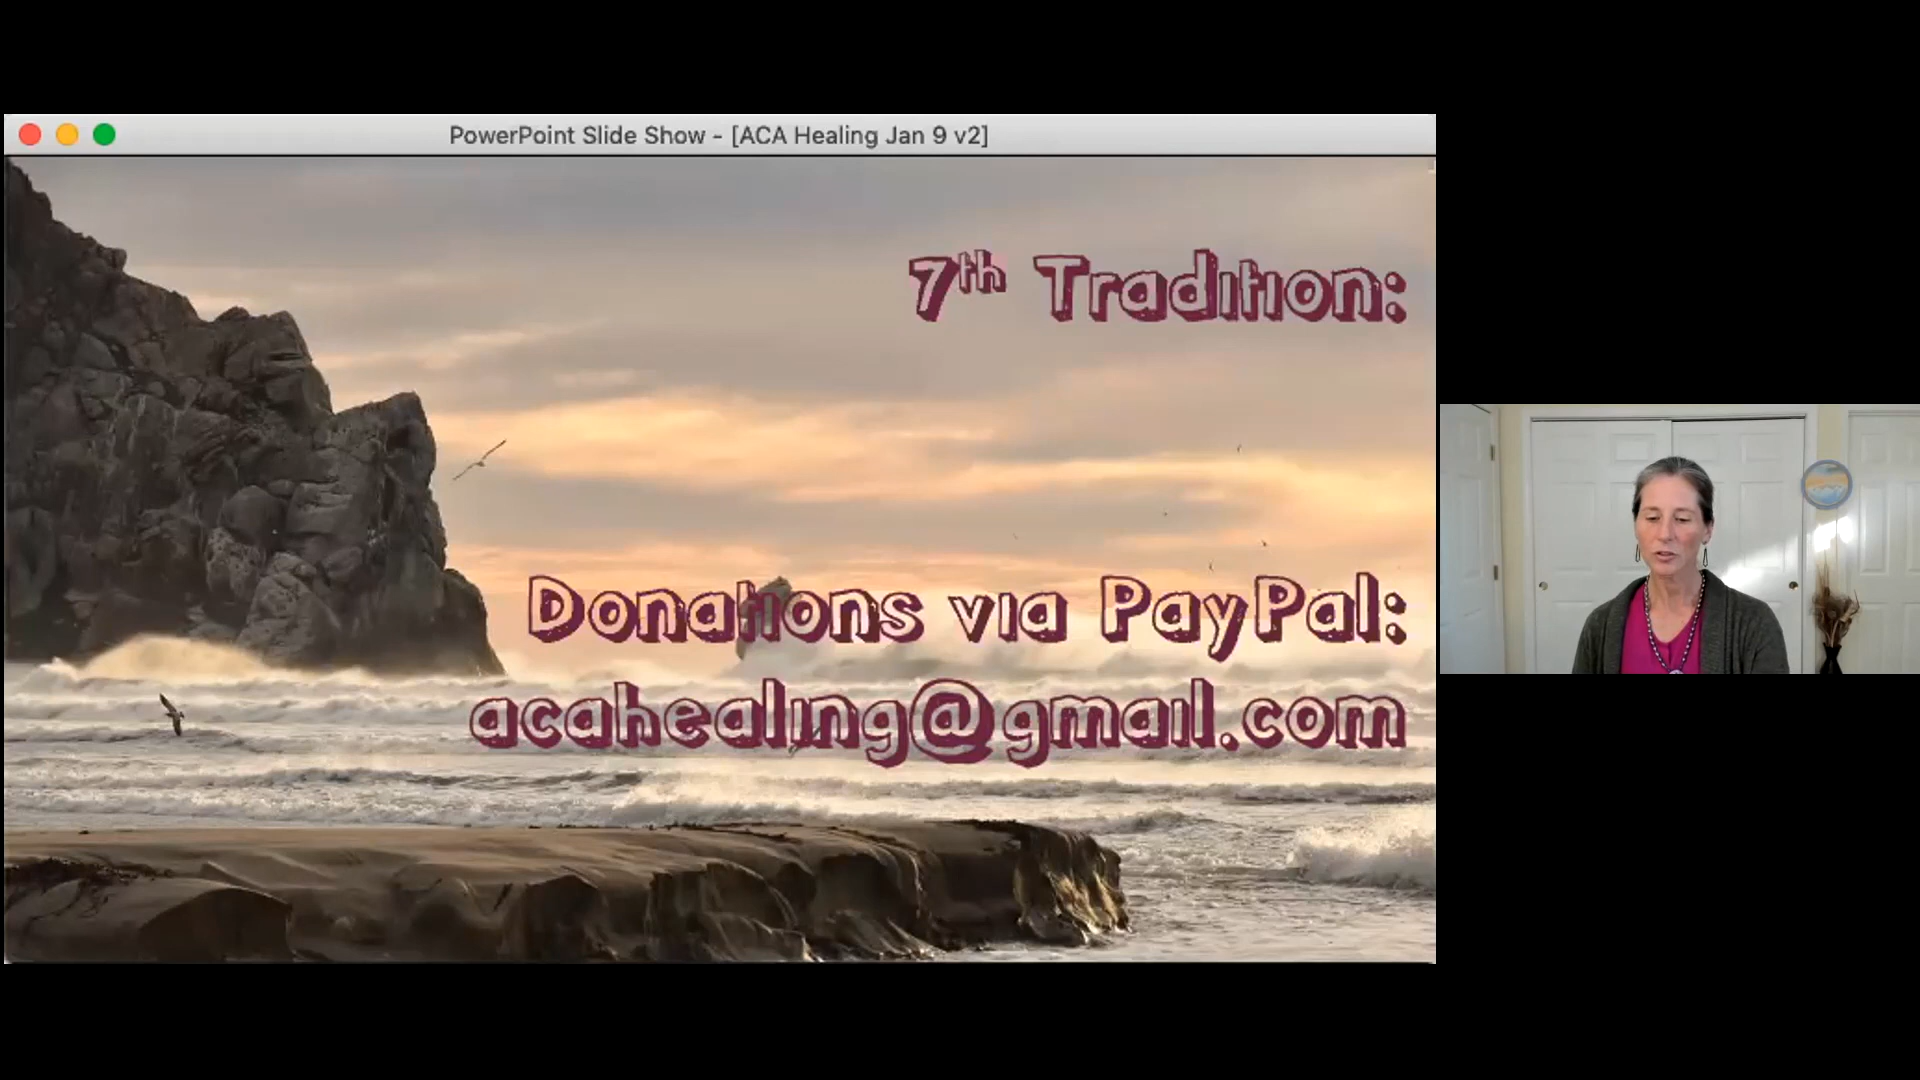 PowerPoint Slide Show - [ACA Healing Jan 9 v2]
7th Tradition:
Donations via PayPal:
acahealing@gmail.com